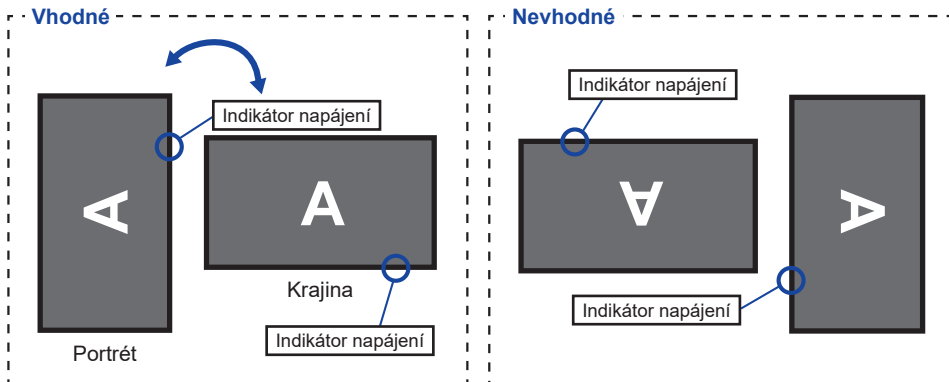 Vhodné
Indikátor napájení
A
A
Krajina
Indikátor napájení
Portrét
Nevhodné
Indikátor napájení
A
A
Indikátor napájení